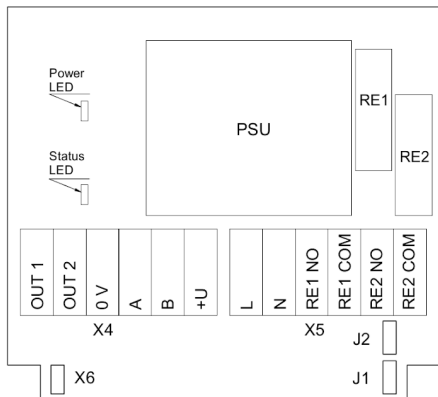 Power
LED
Status
LED
PSU
RE1
RE2
OUT 1
OUT 2
0 V
A
B
+U
L
N
RE1 NO
RE1 COM
RE2 NO
RE2 COM
X4
X5
J2
X6
J1